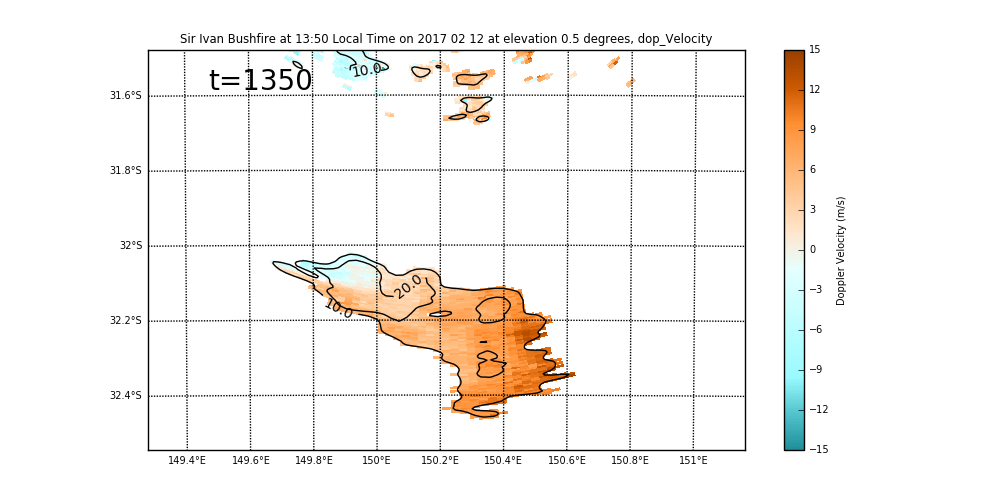 Sir Ivan Bushfire at 13:50 Local Time on 2017 02 12 at elevation 0.5 degrees, dop_Velocity
t=1350
10.0
20.0
10.0
31.6°S
31.8°S
32°S
32.2°S
32.4°S
149.4°E 149.6°E 149.8°E 150°E 150.2°E 150.4°E 150.6°E 150.8°E 151°E
15
12
9
6
3
0
−3
−6
−9
−12
−15
Doppler Velocity (m/s)